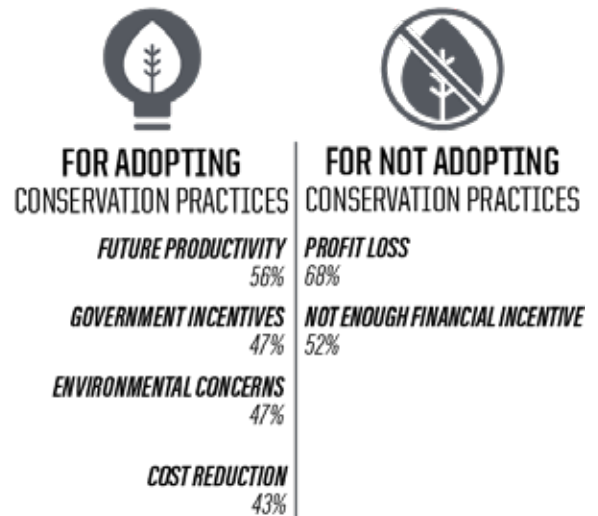 FOR ADOPTING
CONSERVATION PRACTICES
FUTURE PRODUCTIVITY
56%
GOVERNMENT INCENTIVES
47%
ENVIRONMENTAL CONCERNS
47%
COST REDUCTION
43%
FOR NOT ADOPTING
CONSERVATION PRACTICES
PROFIT LOSS
68%
NOT ENOUGH FINANCIAL INCENTIVE
52%